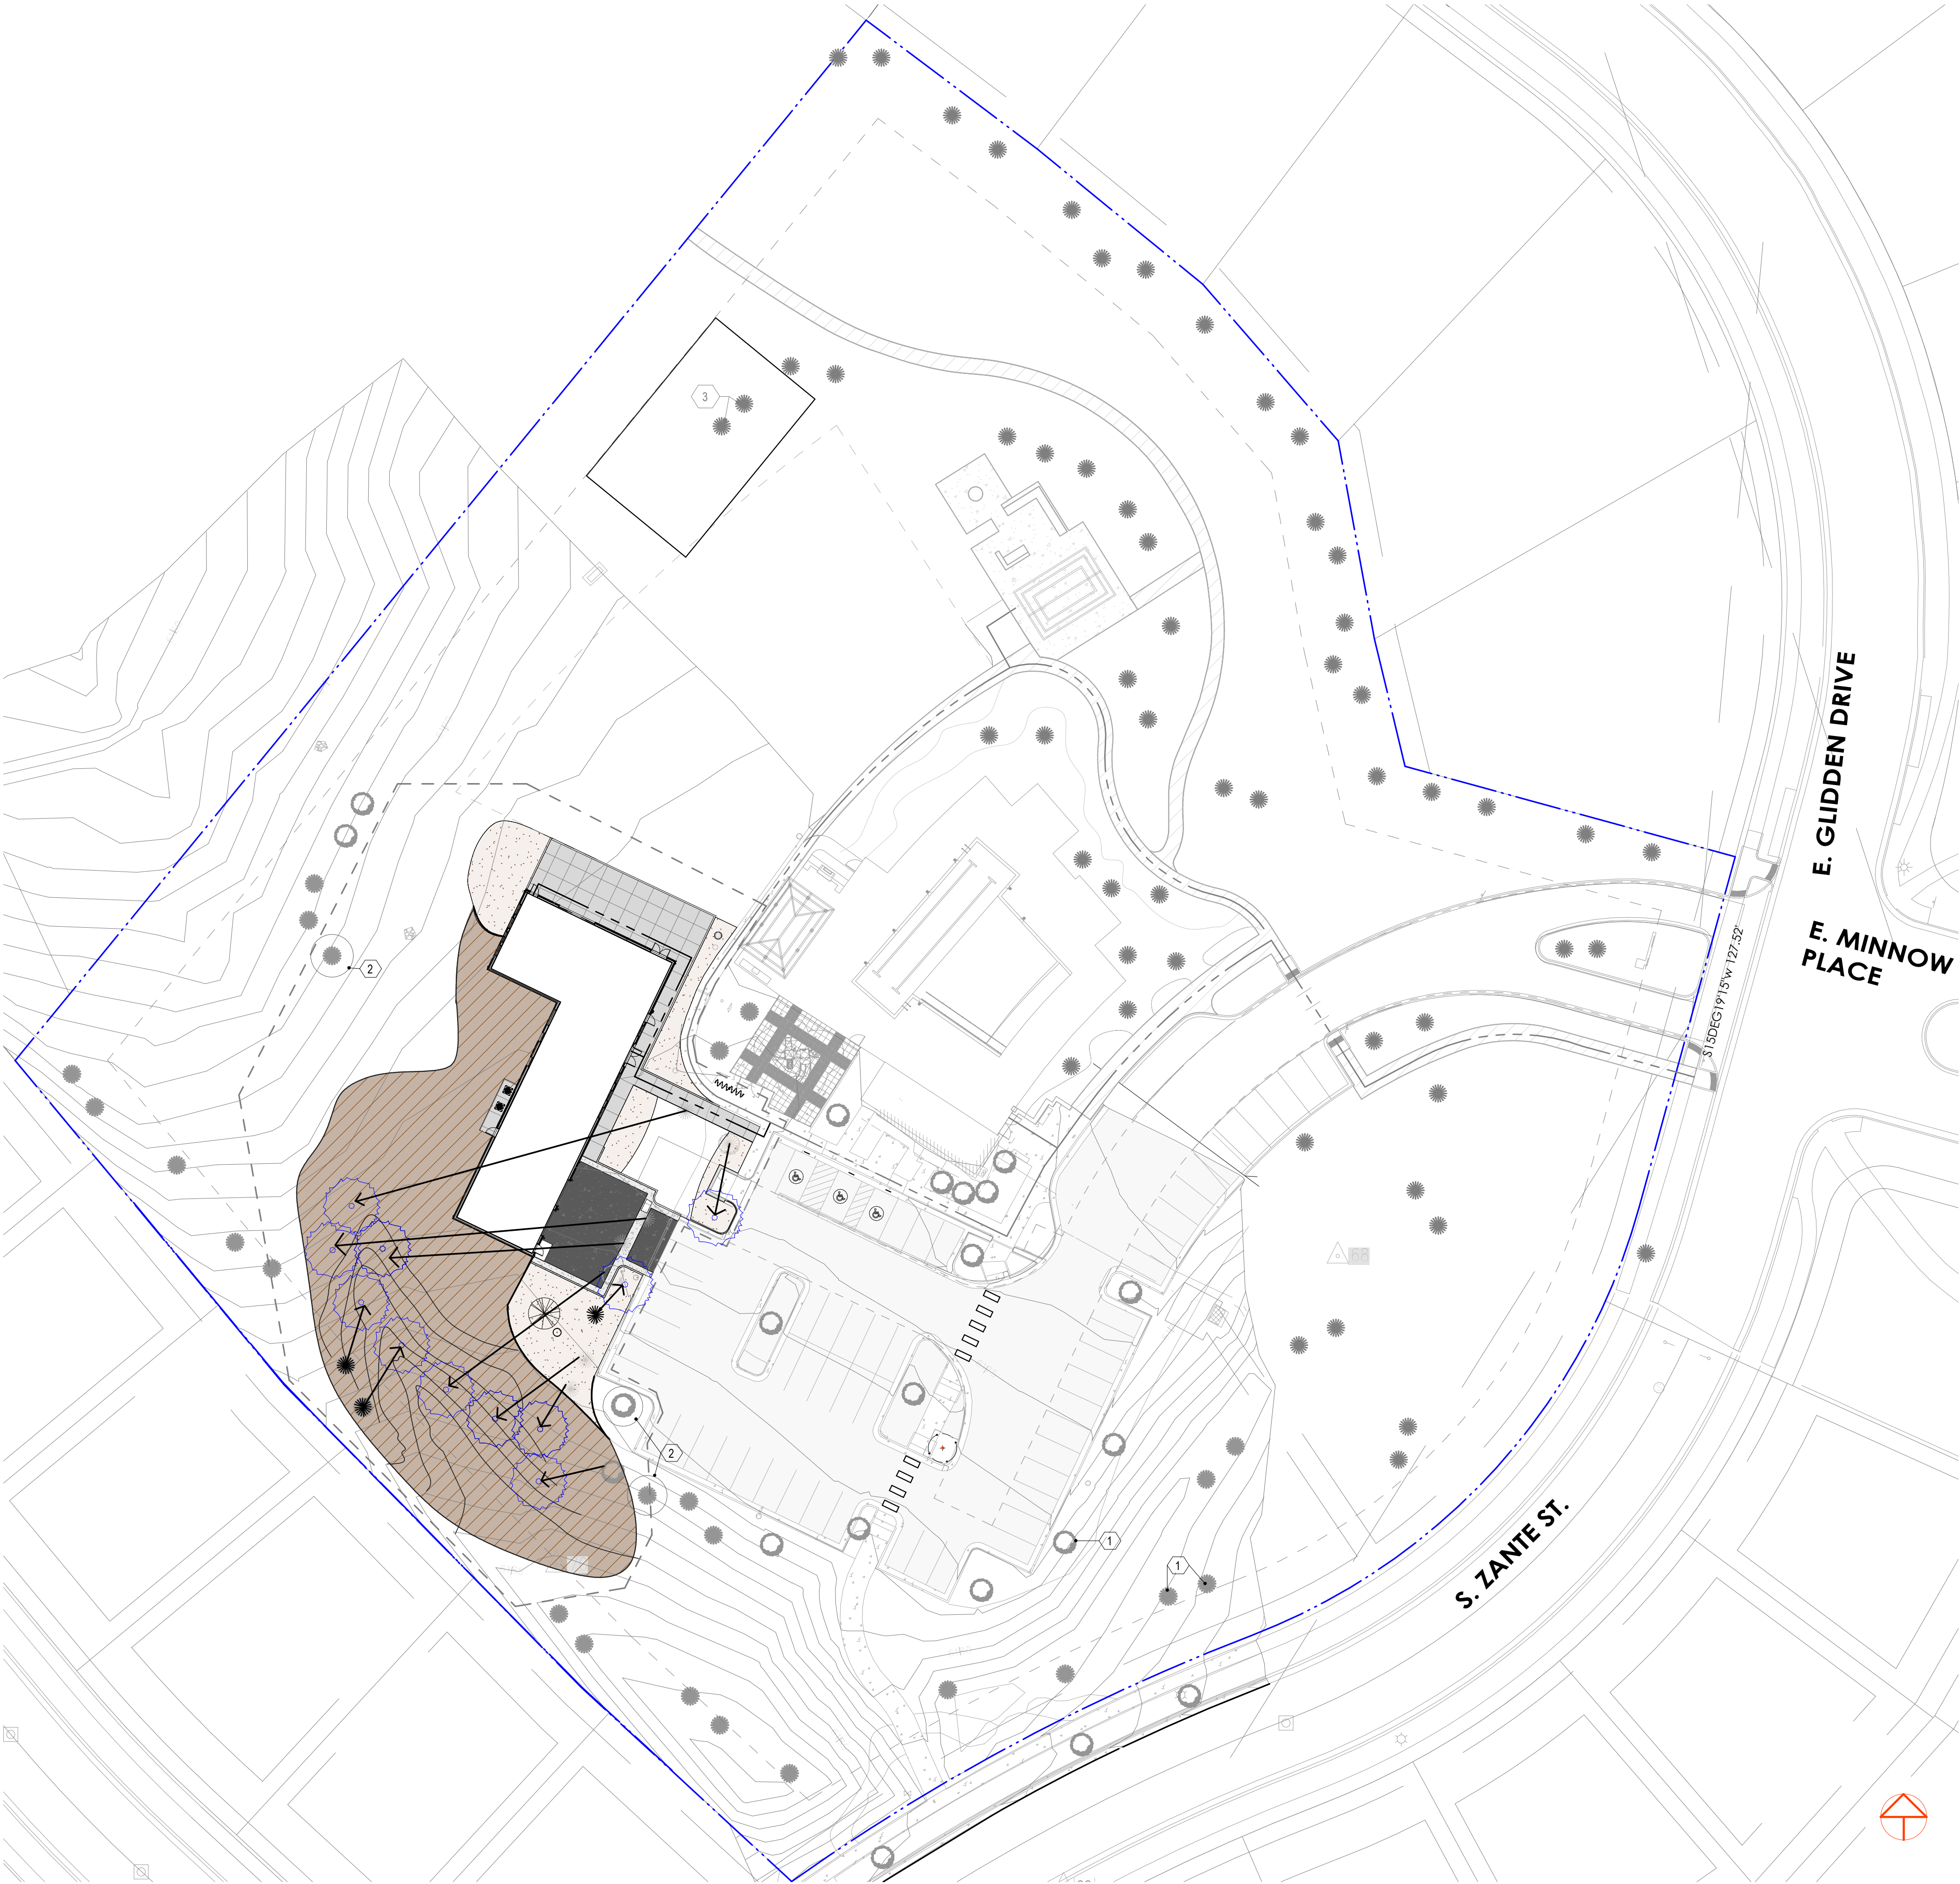 3
E. GLIDDEN DRIVE
E. MINNOW
PLACE
S15DEG19'15"W 127.52'
2
2
1
1
S. ZANTE ST.